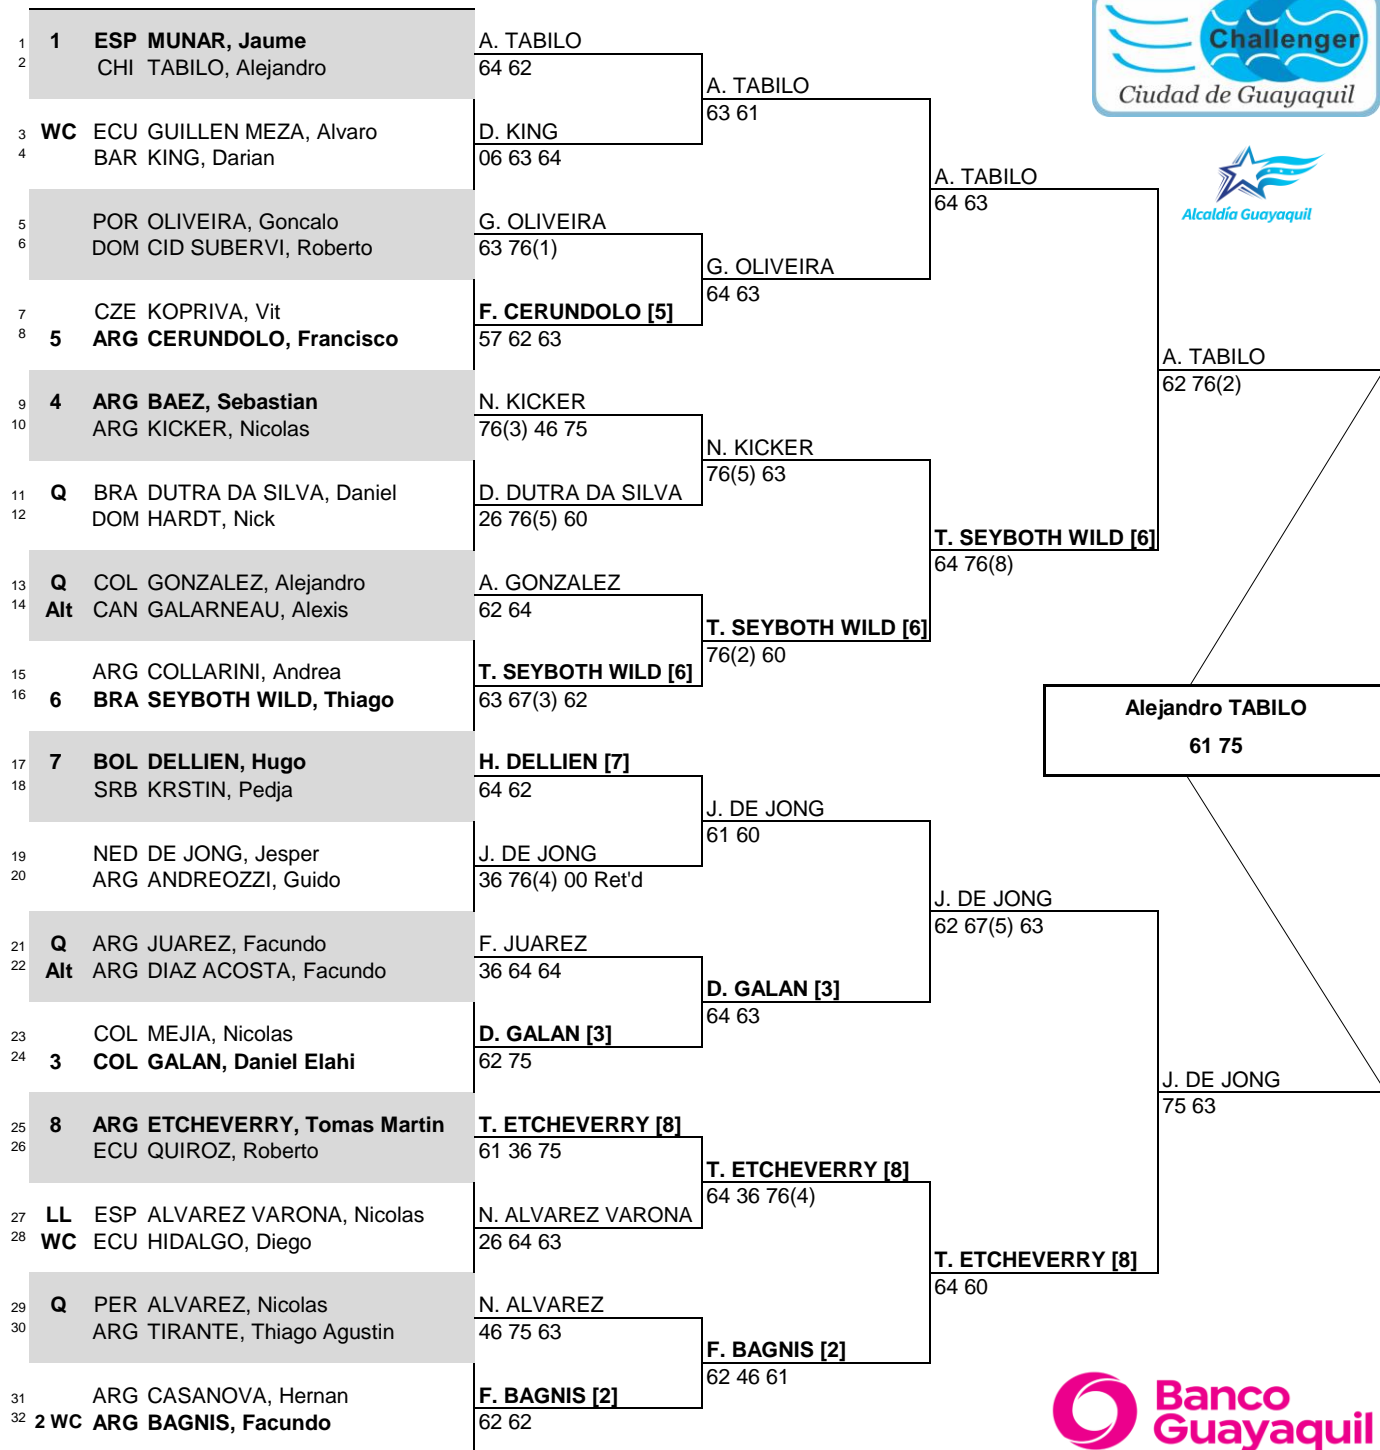 Challenger
Ciudad de Guayaquil
Alcaldía Guayaquil
1 1 ESP MUNAR, Jaume
2 CHI TABILO, Alejandro
3 WC ECU GUILLEN MEZA, Alvaro
4 BAR KING, Darian
5 POR OLIVEIRA, Goncalo
6 DOM CID SUBERVI, Roberto
7 CZE KOPRIVA, Vit
8 5 ARG CERUNDOLO, Francisco
9 4 ARG BAEZ, Sebastian
10 ARG KICKER, Nicolas
11 Q BRA DUTRA DA SILVA, Daniel
12 DOM HARDT, Nick
13 Q COL GONZALEZ, Alejandro
14 Alt CAN GALARNEAU, Alexis
15 ARG COLLARINI, Andrea
16 6 BRA SEYBOTH WILD, Thiago
17 7 BOL DELLIEN, Hugo
18 SRB KRSTIN, Pedja
19 NED DE JONG, Jesper
20 ARG ANDREOZZI, Guido
21 Q ARG JUAREZ, Facundo
22 Alt ARG DIAZ ACOSTA, Facundo
23 COL MEJIA, Nicolas
24 3 COL GALAN, Daniel Elahi
25 8 ARG ETCHEVERRY, Tomas Martin
26 ECU QUIROZ, Roberto
27 LL ESP ALVAREZ VARONA, Nicolas
28 WC ECU HIDALGO, Diego
29 Q PER ALVAREZ, Nicolas
30 ARG TIRANTE, Thiago Agustin
31 ARG CASANOVA, Hernan
32 2 WC ARG BAGNIS, Facundo
A. TABILO
64 62
D. KING
06 63 64
G. OLIVEIRA
63 76(1)
F. CERUNDOLO [5]
57 62 63
N. KICKER
76(3) 46 75
D. DUTRA DA SILVA
26 76(5) 60
A. GONZALEZ
62 64
T. SEYBOTH WILD [6]
63 67(3) 62
H. DELLIEN [7]
64 62
J. DE JONG
36 76(4) 00 Ret'd
F. JUAREZ
36 64 64
D. GALAN [3]
62 75
T. ETCHEVERRY [8]
61 36 75
N. ALVAREZ VARONA
26 64 63
N. ALVAREZ
46 75 63
F. BAGNIS [2]
62 62
A. TABILO
63 61
G. OLIVEIRA
64 63
N. KICKER
76(5) 63
T. SEYBOTH WILD [6]
76(2) 60
J. DE JONG
61 60
D. GALAN [3]
64 63
T. ETCHEVERRY [8]
64 36 76(4)
F. BAGNIS [2]
62 46 61
A. TABILO
64 63
T. SEYBOTH WILD [6]
64 76(8)
J. DE JONG
62 67(5) 63
T. ETCHEVERRY [8]
64 60
A. TABILO
62 76(2)
J. DE JONG
75 63
Alejandro TABILO
61 75
Banco
Guayaquil